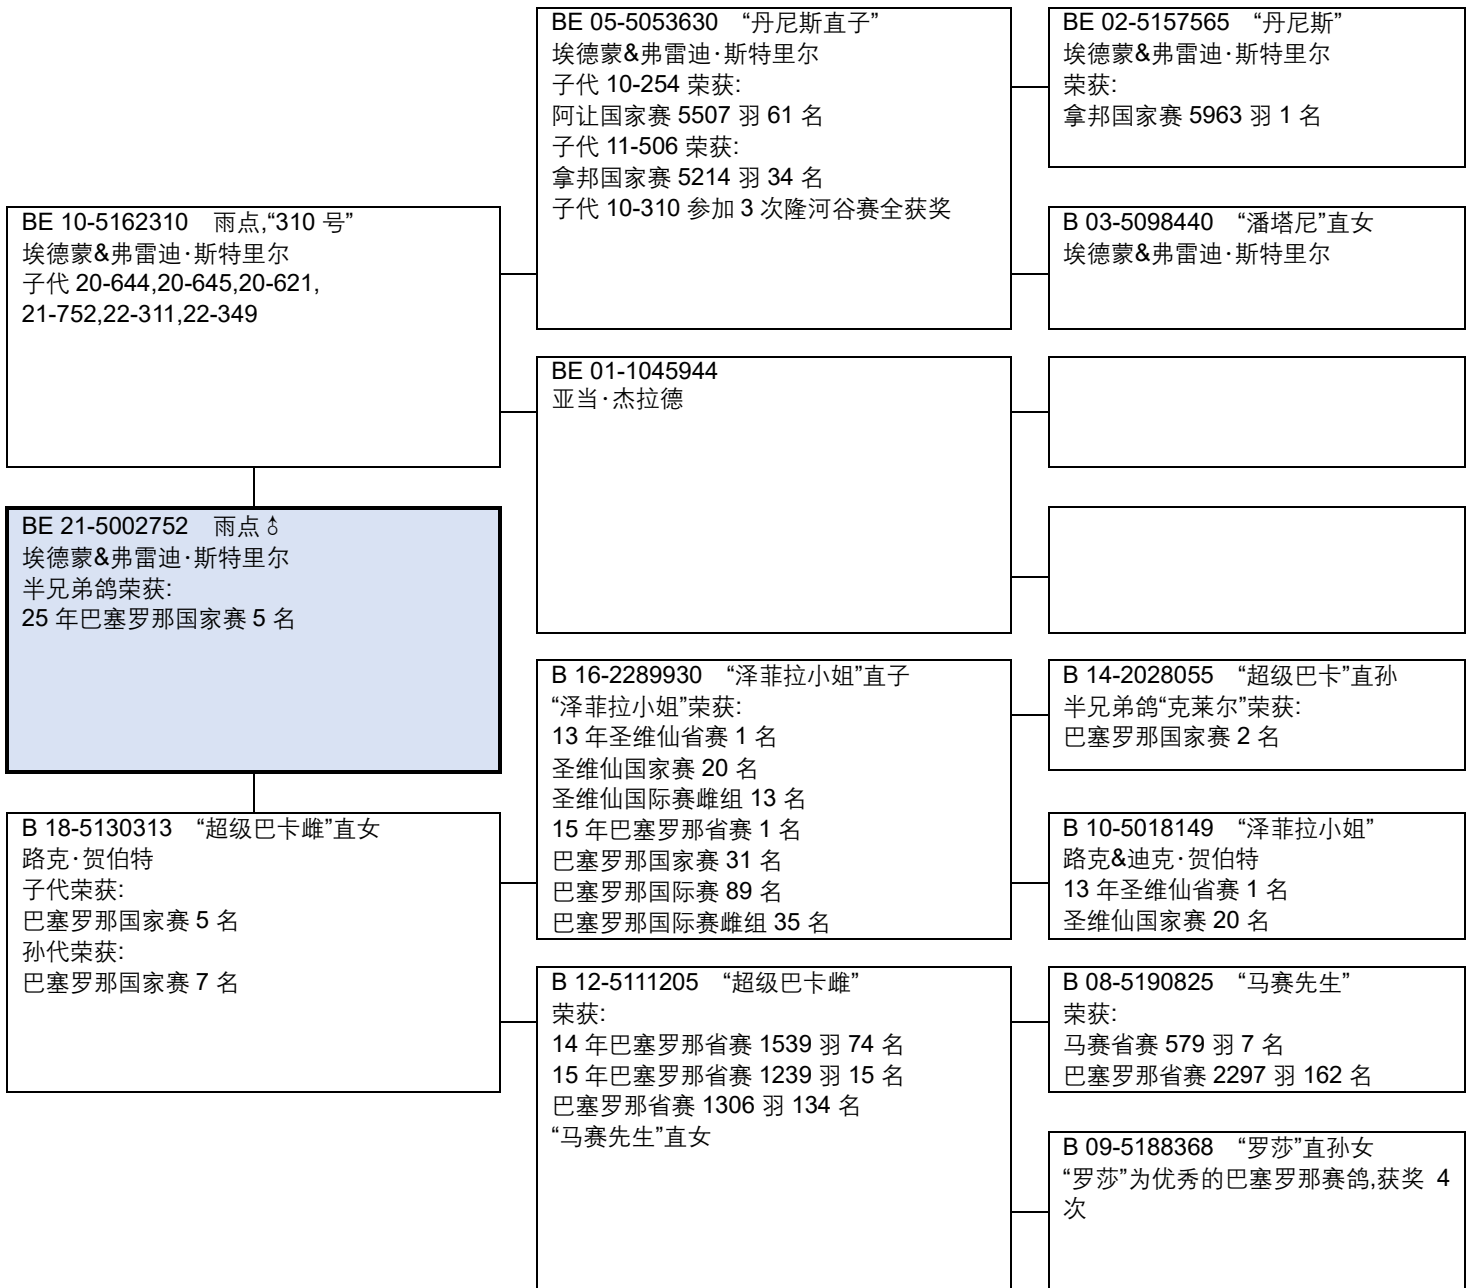 BE 05-5053630 “丹尼斯直子”
埃德蒙&弗雷迪·斯特里尔
子代 10-254 荣获:
阿让国家赛 5507 羽 61 名
子代 11-506 荣获:
拿邦国家赛 5214 羽 34 名
子代 10-310 参加 3 次隆河谷赛全获奖
BE 02-5157565 “丹尼斯”
埃德蒙&弗雷迪·斯特里尔
荣获:
拿邦国家赛 5963 羽 1 名
BE 10-5162310 雨点,“310 号”
埃德蒙&弗雷迪·斯特里尔
子代 20-644,20-645,20-621,
21-752,22-311,22-349
B 03-5098440 “潘塔尼”直女
埃德蒙&弗雷迪·斯特里尔
BE 01-1045944
亚当·杰拉德
BE 21-5002752 雨点♂
埃德蒙&弗雷迪·斯特里尔
半兄弟鸽荣获:
25 年巴塞罗那国家赛 5 名
B 16-2289930 “泽菲拉小姐”直子
“泽菲拉小姐”荣获:
13 年圣维仙省赛 1 名
圣维仙国家赛 20 名
圣维仙国际赛雌组 13 名
15 年巴塞罗那省赛 1 名
巴塞罗那国家赛 31 名
巴塞罗那国际赛 89 名
巴塞罗那国际赛雌组 35 名
B 14-2028055 “超级巴卡”直孙
半兄弟鸽“克莱尔”荣获:
巴塞罗那国家赛 2 名
B 18-5130313 “超级巴卡雌”直女
路克·贺伯特
子代荣获:
巴塞罗那国家赛 5 名
孙代荣获:
巴塞罗那国家赛 7 名
B 10-5018149 “泽菲拉小姐”
路克&迪克·贺伯特
13 年圣维仙省赛 1 名
圣维仙国家赛 20 名
B 12-5111205 “超级巴卡雌”
荣获:
14 年巴塞罗那省赛 1539 羽 74 名
15 年巴塞罗那省赛 1239 羽 15 名
巴塞罗那省赛 1306 羽 134 名
“马赛先生”直女
B 08-5190825 “马赛先生”
荣获:
马赛省赛 579 羽 7 名
巴塞罗那省赛 2297 羽 162 名
B 09-5188368 “罗莎”直孙女
“罗莎”为优秀的巴塞罗那赛鸽,获奖 4
次